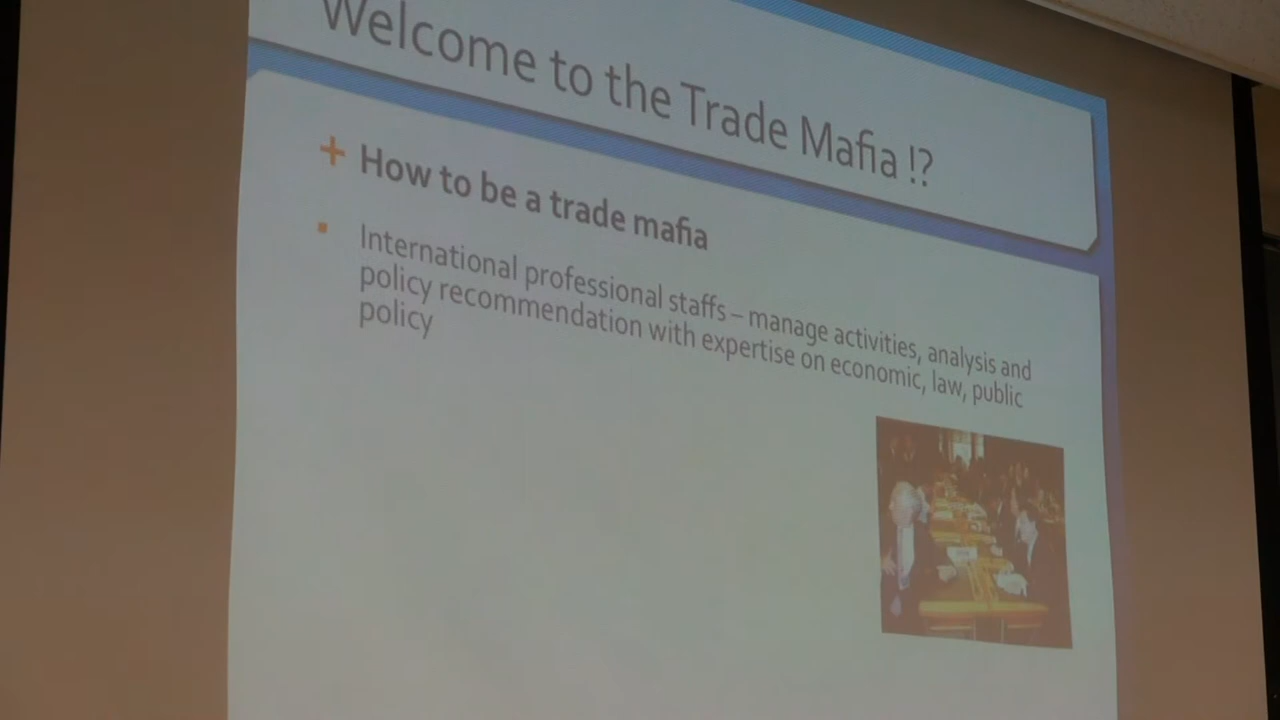 Welcome to the Trade Mafia !?
+ How to be a trade mafia
▪ International professional staffs – manage activities, analysis and
policy recommendation with expertise on economic, law, public
policy